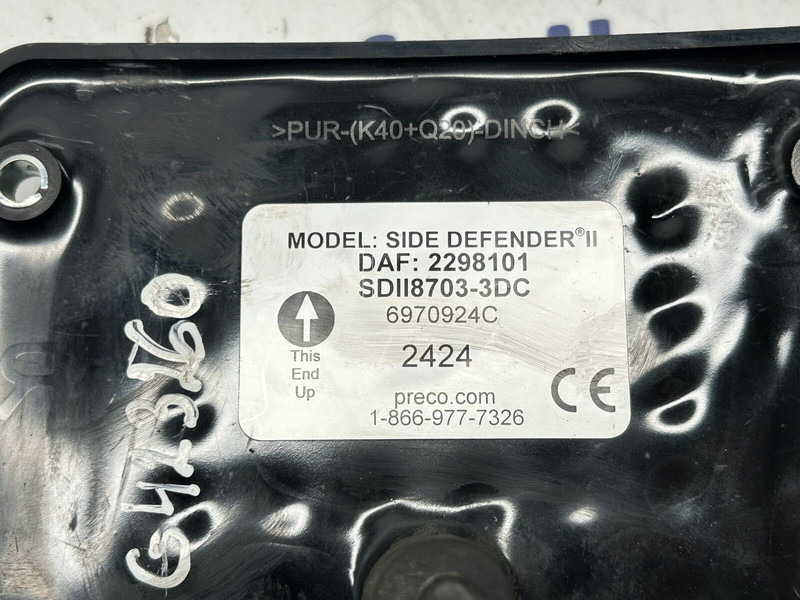 >PUR-(K40+Q20)-DINCH<
MODEL: SIDE DEFENDER®II
DAF: 2298101
SDII8703-3DC
6970924C
2424
This
End
Up
preco.com
1-866-977-7326
CE